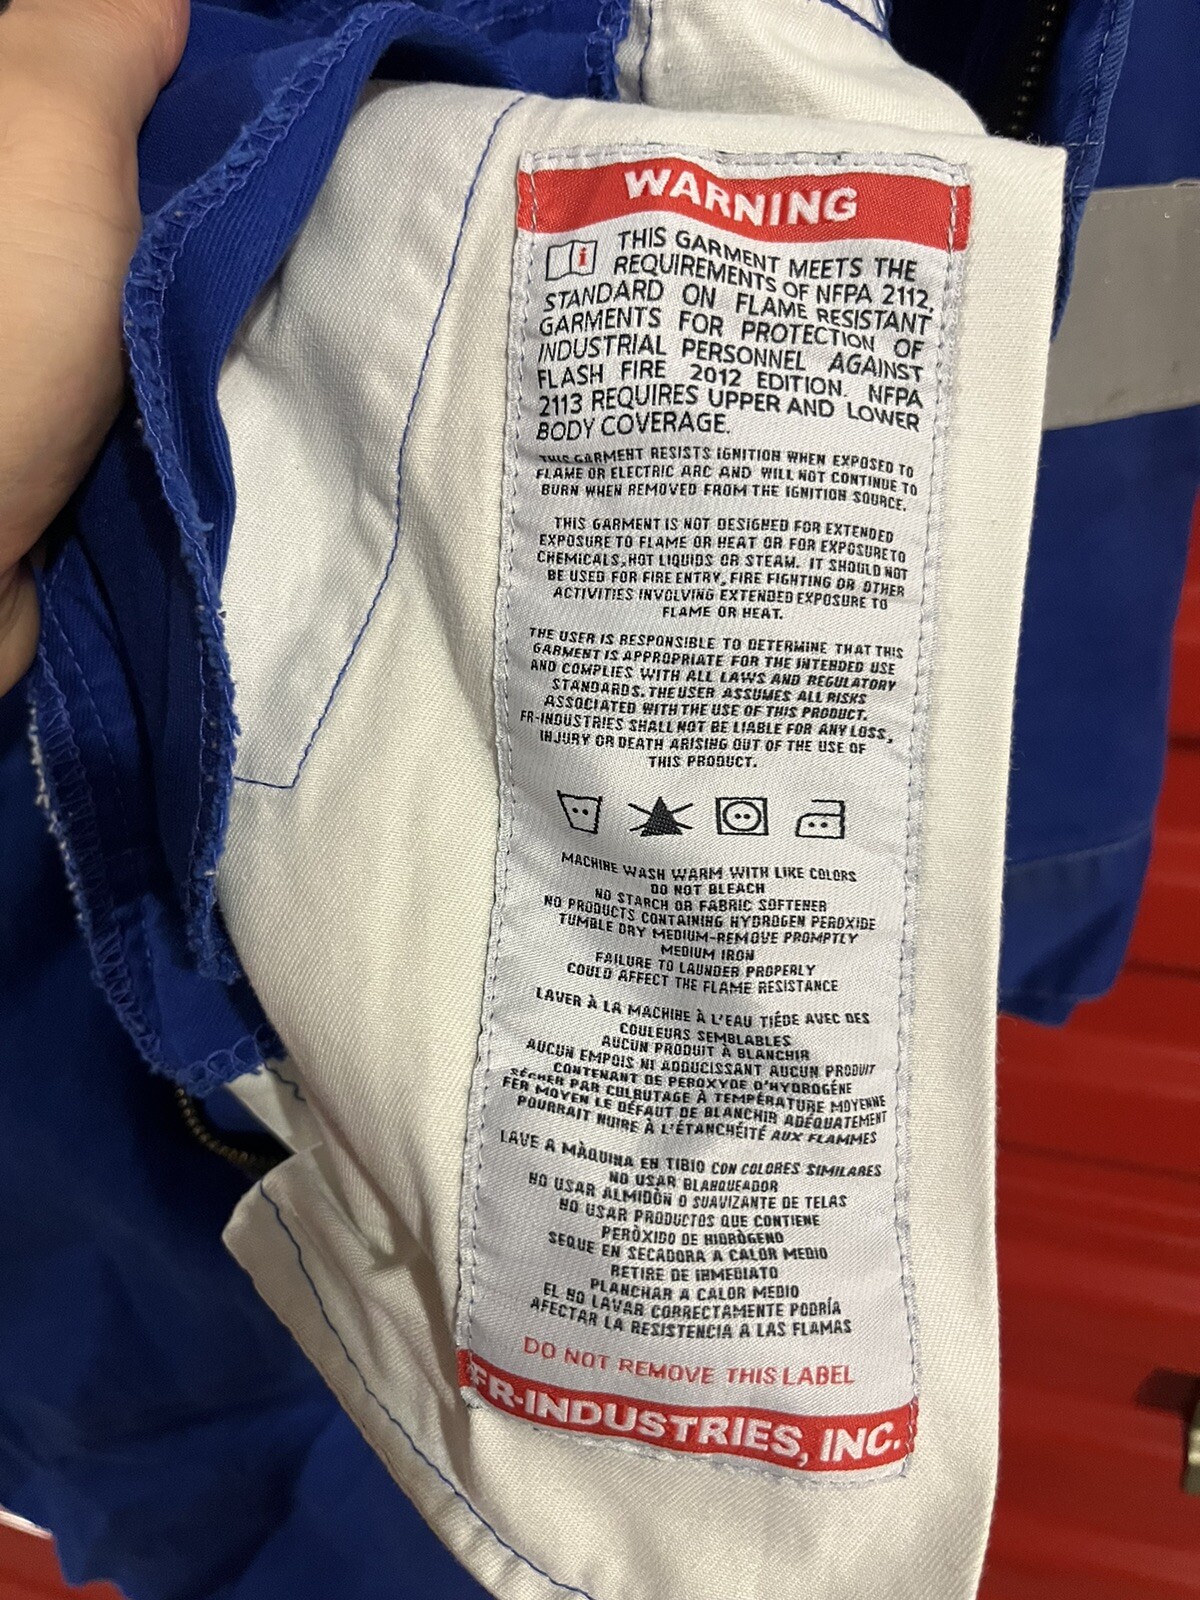 WARNING
i
THIS GARMENT MEETS THE
REQUIREMENTS OF NFPA 2112,
STANDARD ON FLAME RESISTANT
GARMENTS FOR PROTECTION OF
INDUSTRIAL PERSONNEL AGAINST
FLASH FIRE 2012 EDITION. NFPA
2113 REQUIRES UPPER AND LOWER
BODY COVERAGE.
THIS GARMENT RESISTS IGNITION WHEN EXPOSED TO
FLAME OR ELECTRIC ARC AND WILL NOT CONTINUE TO
BURN WHEN REMOVED FROM THE IGNITION SOURCE.
THIS GARMENT IS NOT DESIGNED FOR EXTENDED
EXPOSURE TO FLAME OR HEAT OR FOR EXPOSURE TO
CHEMICALS, HOT LIQUIDS OR STEAM. IT SHOULD NOT
BE USED FOR FIRE ENTRY, FIRE FIGHTING OR OTHER
ACTIVITIES INVOLVING EXTENDED EXPOSURE TO
FLAME OR HEAT.
THE USER IS RESPONSIBLE TO DETERMINE THAT THIS
GARMENT IS APPROPRIATE FOR THE INTENDED USE
AND COMPLIES WITH ALL LAWS AND REGULATORY
STANDARDS. THE USER ASSUMES ALL RISKS
ASSOCIATED WITH THE USE OF THIS PRODUCT.
FR-INDUSTRIES SHALL NOT BE LIABLE FOR ANY LOSS,
INJURY OR DEATH ARISING OUT OF THE USE OF
THIS PRODUCT.
MACHINE WASH WARM WITH LIKE COLORS
DO NOT BLEACH
NO STARCH OR FABRIC SOFTENER
NO PRODUCTS CONTAINING HYDROGEN PEROXIDE
TUMBLE DRY MEDIUM-REMOVE PROMPTLY
MEDIUM IRON
FAILURE TO LAUNDER PROPERLY
COULD AFFECT THE FLAME RESISTANCE
LAVER À LA MACHINE À L'EAU TIÉDE AVEC DES
COULEURS SEMBLABLES
AUCUN PRODUIT À BLANCHIR
AUCUN EMPOIS NI ADOUCISSANT AUCUN PRODUIT
CONTENANT DE PEROXYDE D'HYDROGÉNE
SÉCHER PAR CULBUTAGE À TEMPÉRATURE MOYENNE
FER MOYEN LE DÉFAUT DE BLANCHIR ADÉQUATEMENT
POURRAIT NUIRE À L'ÉTANCHÉITÉ AUX FLAMMES
LAVE A MÀQUINA EN TIBIO CON COLORES SIMILARES
NO USAR BLANQUEADOR
NO USAR ALMIDÒN O SUAVIZANTE DE TELAS
NO USAR PRODUCTOS QUE CONTIENE
PERÒXIDO DE HIDRÒGENO
SEQUE EN SECADORA A CALOR MEDIO
RETIRE DE INMEDIATO
PLANCHAR A CALOR MEDIO
EL NO LAVAR CORRECTAMENTE PODRÍA
AFECTAR LA RESISTENCIA A LAS FLAMAS
DO NOT REMOVE THIS LABEL
FR-INDUSTRIES, INC.